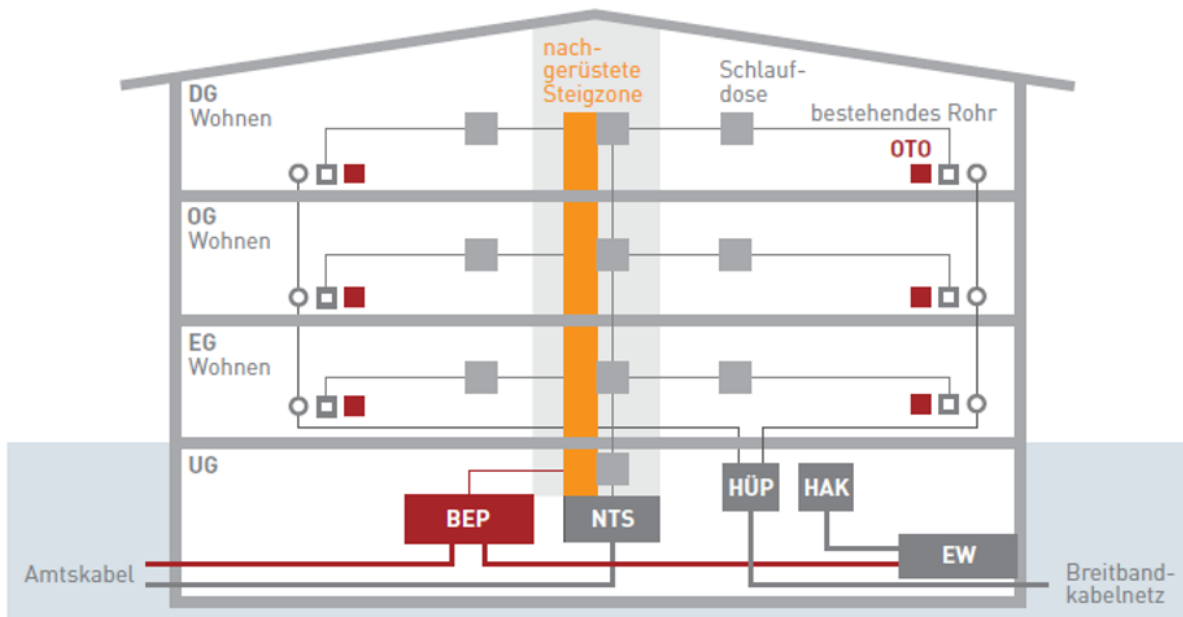 nach-
gerüstete
Steigzone
Schlauf-
dose
DG
Wohnen
bestehendes Rohr
OTO
OG
Wohnen
EG
Wohnen
UG
HÜP
HAK
BEP
NTS
EW
Amtskabel
Breitband-
kabelnetz